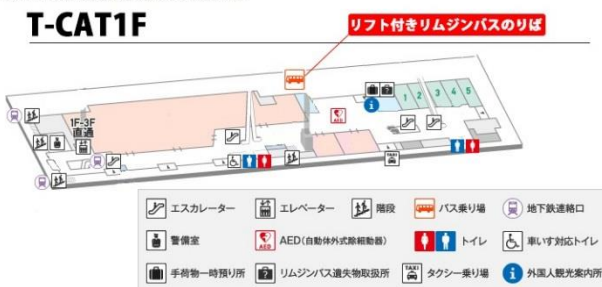 T-CAT1F
リフト付きリムジンバスのりば
1F-3F
直通
AED
1 2 3 4 5
TAXI
エスカレーター エレベーター 階段 バス乗り場 地下鉄連絡口
警備室 AED AED(自動体外式除細動器) トイレ 車いす対応トイレ
手荷物一時預り所 リムジンバス遺失物取扱所 TAXI タクシー乗り場 外国人観光案内所